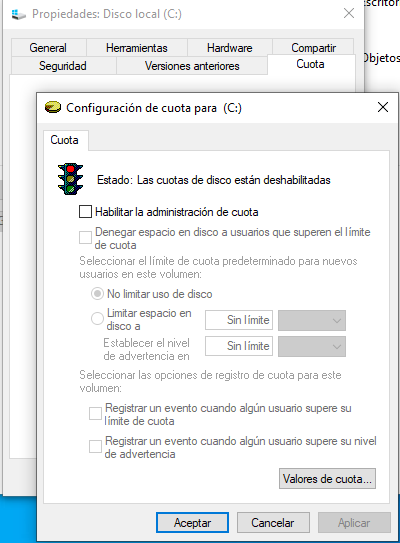 Propiedades: Disco local (C:)
Escritor
General
Herramientas
Hardware
Compartir
Objetos
Seguridad
Versiones anteriores
Cuota
Configuración de cuota para (C:)
Cuota
Estado: Las cuotas de disco están deshabilitadas
Habilitar la administración de cuota
Denegar espacio en disco a usuarios que superen el límite
de cuota
Seleccionar el límite de cuota predeterminado para nuevos
usuarios en este volumen:
No limitar uso de disco
Limitar espacio en
disco a
Sin límite
Establecer el nivel
de advertencia en
Sin límite
Seleccionar las opciones de registro de cuota para este
volumen:
Registrar un evento cuando algún usuario supere su
límite de cuota
Registrar un evento cuando algún usuario supere su nivel
de advertencia
Valores de cuota...
Aceptar
Cancelar
Aplicar